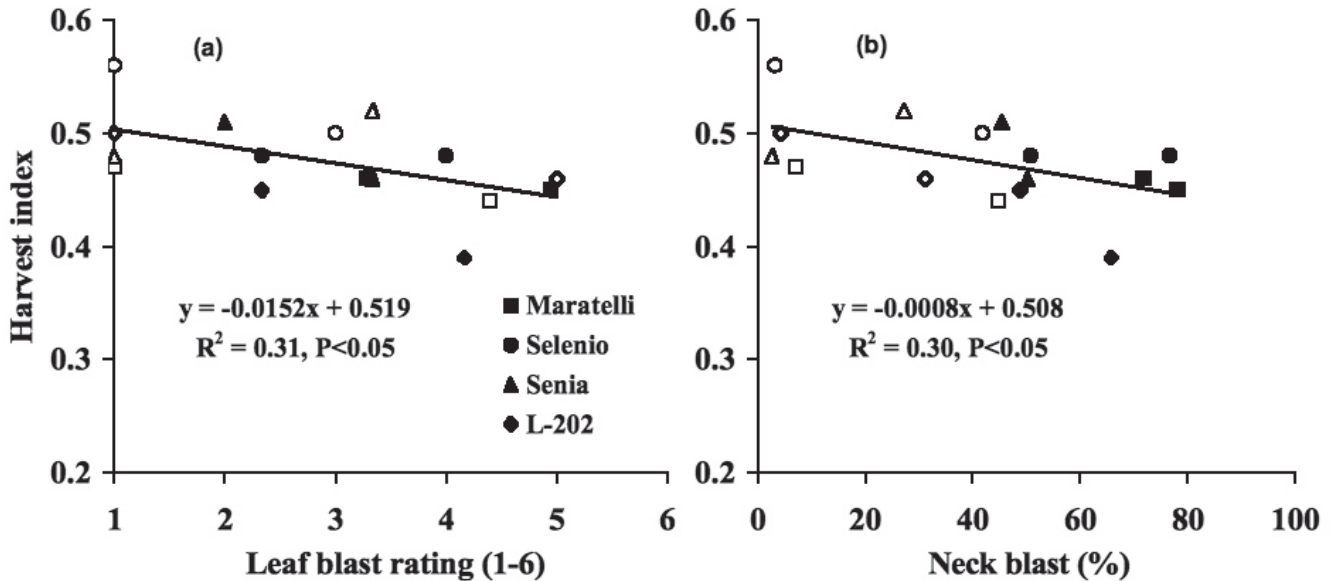 (a)
0.6
0.5
0.4
0.3
0.2
Harvest index
y = -0.0152x + 0.519
R² = 0.31, P<0.05
Maratelli
Selenio
Senia
L-202
1 2 3 4 5 6
Leaf blast rating (1-6)
(b)
0.6
0.5
0.4
0.3
0.2
y = -0.0008x + 0.508
R² = 0.30, P<0.05
0 20 40 60 80 100
Neck blast (%)